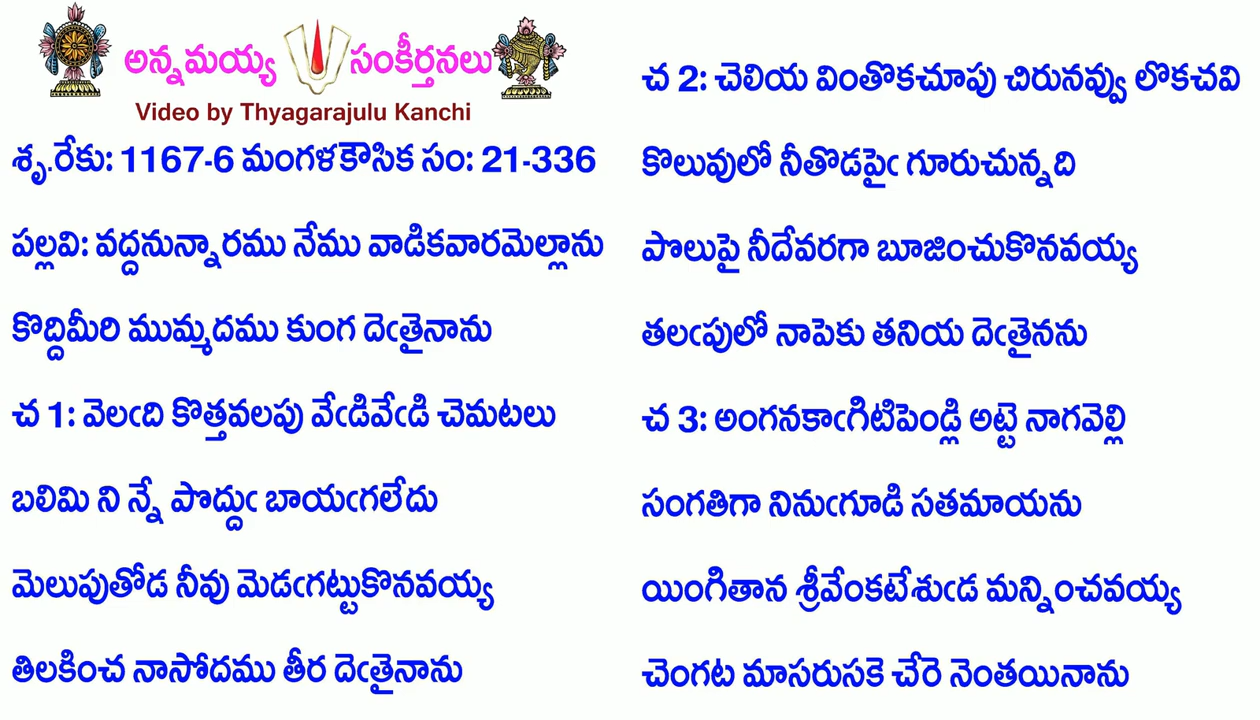 అన్నమయ్య సంకీర్తనలు
Video by Thyagarajulu Kanchi
శృ.రేకు: 1167-6 మంగళకౌసిక సం: 21-336
పల్లవి: వద్దనున్నారము నేము వాడికవారమెల్లాను
కొద్దిమీరి ముమ్మదము కుంగ దెఁతైనాను
చ 1: వెలఁది కొత్తవలపు వేఁడివేఁడి చెమటలు
బలిమి ని న్నే పొద్దుఁ బాయఁగలేదు
మెలుపుతోడ నీవు మెడఁగట్టుకొనవయ్య
తిలకించ నాసోదము తీర దెఁతైనాను
చ 2: చెలియ వింతొకచూపు చిరునవ్వు లొకచవి
కొలువులో నీతొడపైఁ గూరుచున్నది
పొలుపై నీదేవరగా బూజించుకొనవయ్య
తలఁపులో నాపెకు తనియ దెఁతైనను
చ 3: అంగనకాఁగిటిపెండ్లి అట్టె నాగవెల్లి
సంగతిగా నినుఁగూడి సతమాయను
యింగితాన శ్రీవేంకటేశుఁడ మన్నించవయ్య
చెంగట మాసరుసకె చేరె నెంతయినాను